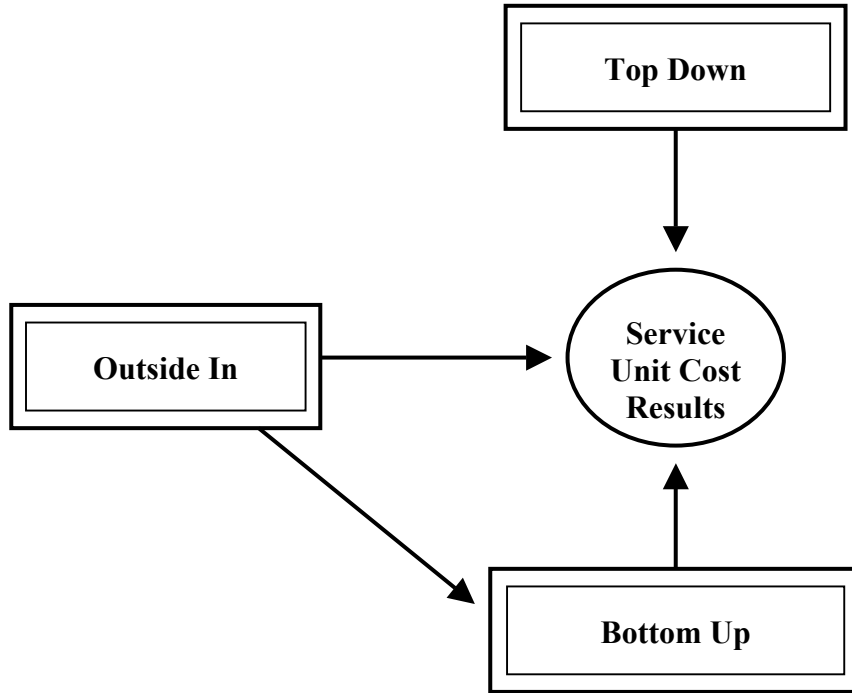 Top Down
Outside In
Service
Unit Cost
Results
Bottom Up